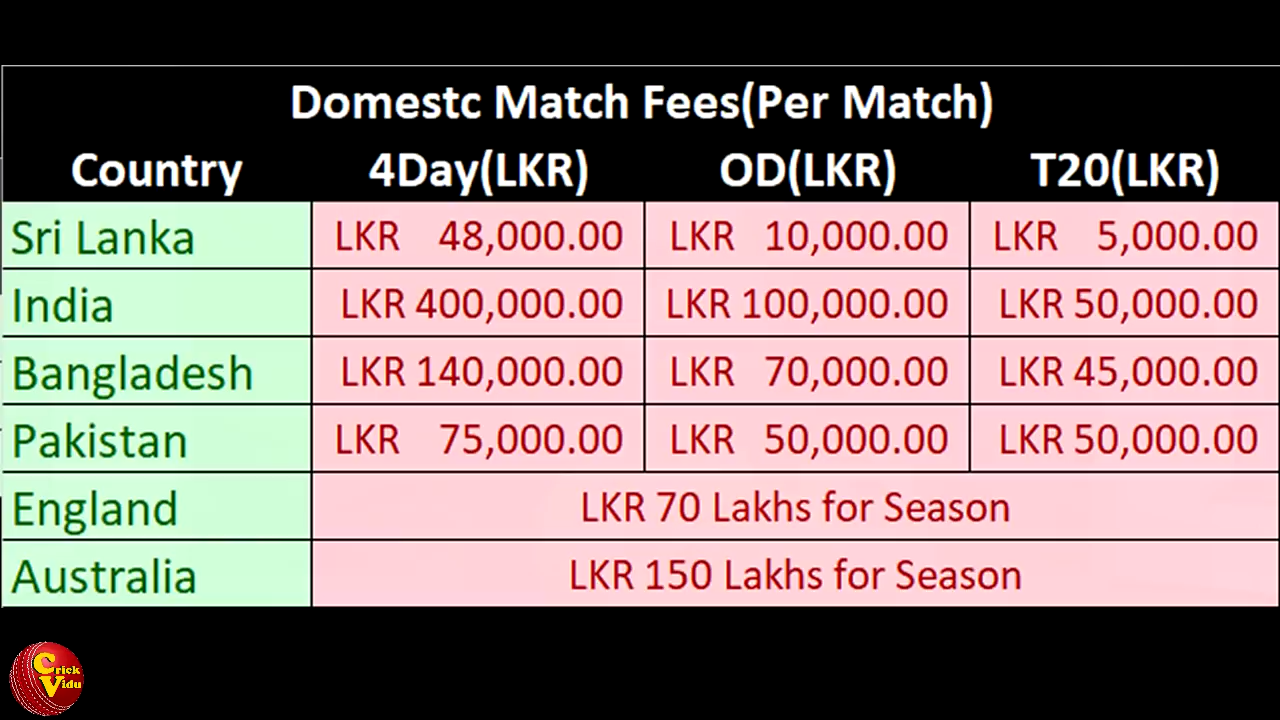 Domestc Match Fees(Per Match)
Country 4Day(LKR) OD(LKR) T20(LKR)
Sri Lanka LKR 48,000.00 LKR 10,000.00 LKR 5,000.00
India LKR 400,000.00 LKR 100,000.00 LKR 50,000.00
Bangladesh LKR 140,000.00 LKR 70,000.00 LKR 45,000.00
Pakistan LKR 75,000.00 LKR 50,000.00 LKR 50,000.00
England LKR 70 Lakhs for Season
Australia LKR 150 Lakhs for Season
Crick
Vidu